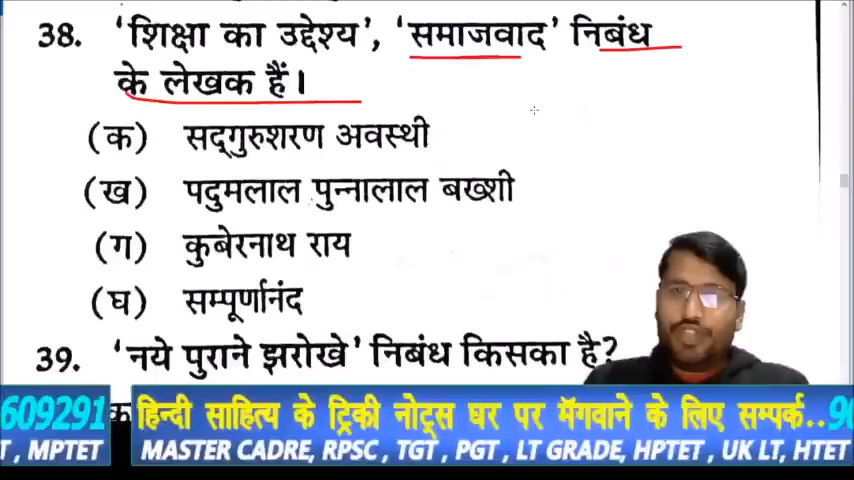 38. 'शिक्षा का उद्देश्य', 'समाजवाद' निबंध
के लेखक हैं।
(क) सद्गुरुशरण अवस्थी
(ख) पदुमलाल पुन्नालाल बख्शी
(ग) कुबेरनाथ राय
(घ) सम्पूर्णानंद
39. 'नये पुराने झरोखे' निबंध किसका है?
609291 हिन्दी साहित्य के ट्रिकी नोट्स घर पर मॅगवाने के लिए सम्पर्क..90
T , MPTET MASTER CADRE, RPSC , TGT , PGT , LT GRADE, HPTET , UK LT, HTET